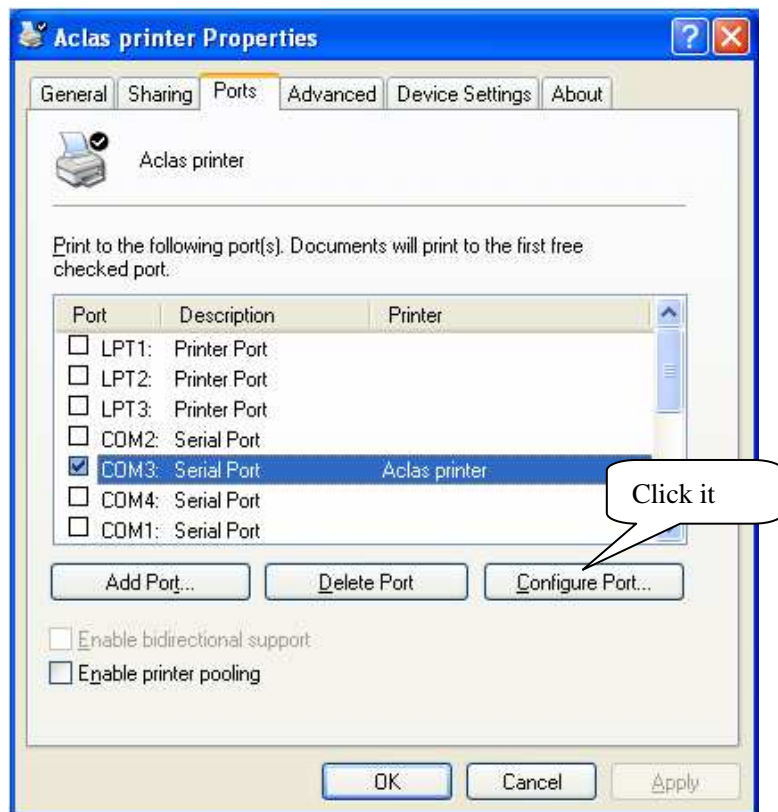 Aclas printer Properties
General Sharing Ports Advanced Device Settings About
Aclas printer
Print to the following port(s). Documents will print to the first free
checked port.
Port Description Printer
LPT1: Printer Port
LPT2: Printer Port
LPT3: Printer Port
COM2: Serial Port
COM3: Serial Port Aclas printer
COM4: Serial Port
COM1: Serial Port
Click it
Add Port... Delete Port Configure Port...
Enable bidirectional support
Enable printer pooling
OK Cancel Apply